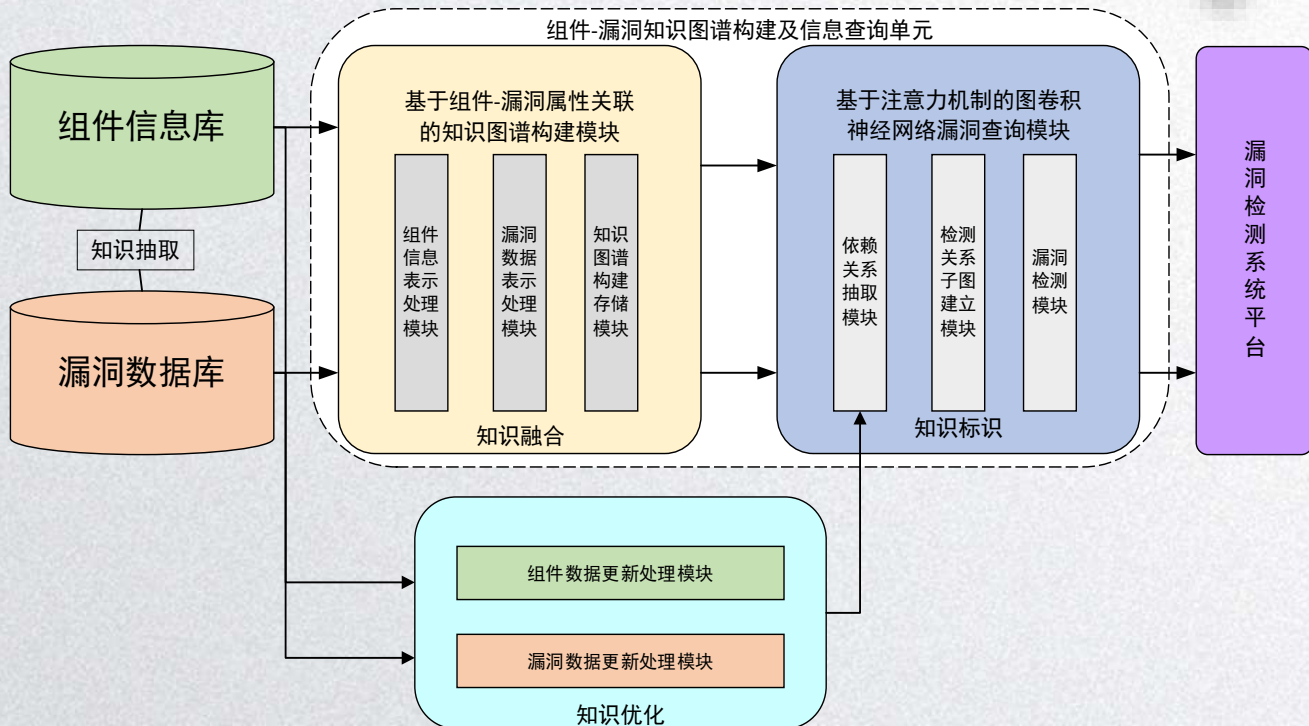 组件-漏洞知识图谱构建及信息查询单元
组件信息库
知识抽取
漏洞数据库
基于组件-漏洞属性关联
的知识图谱构建模块
组件
信息
表示
处理
模块
漏洞
数据
表示
处理
模块
知识
图谱
构建
存储
模块
知识融合
基于注意力机制的图卷积
神经网络漏洞查询模块
依赖
关系
抽取
模块
检测
关系
子图
建立
模块
漏洞
检测
模块
知识标识
漏洞检测系统平台
组件数据更新处理模块
漏洞数据更新处理模块
知识优化